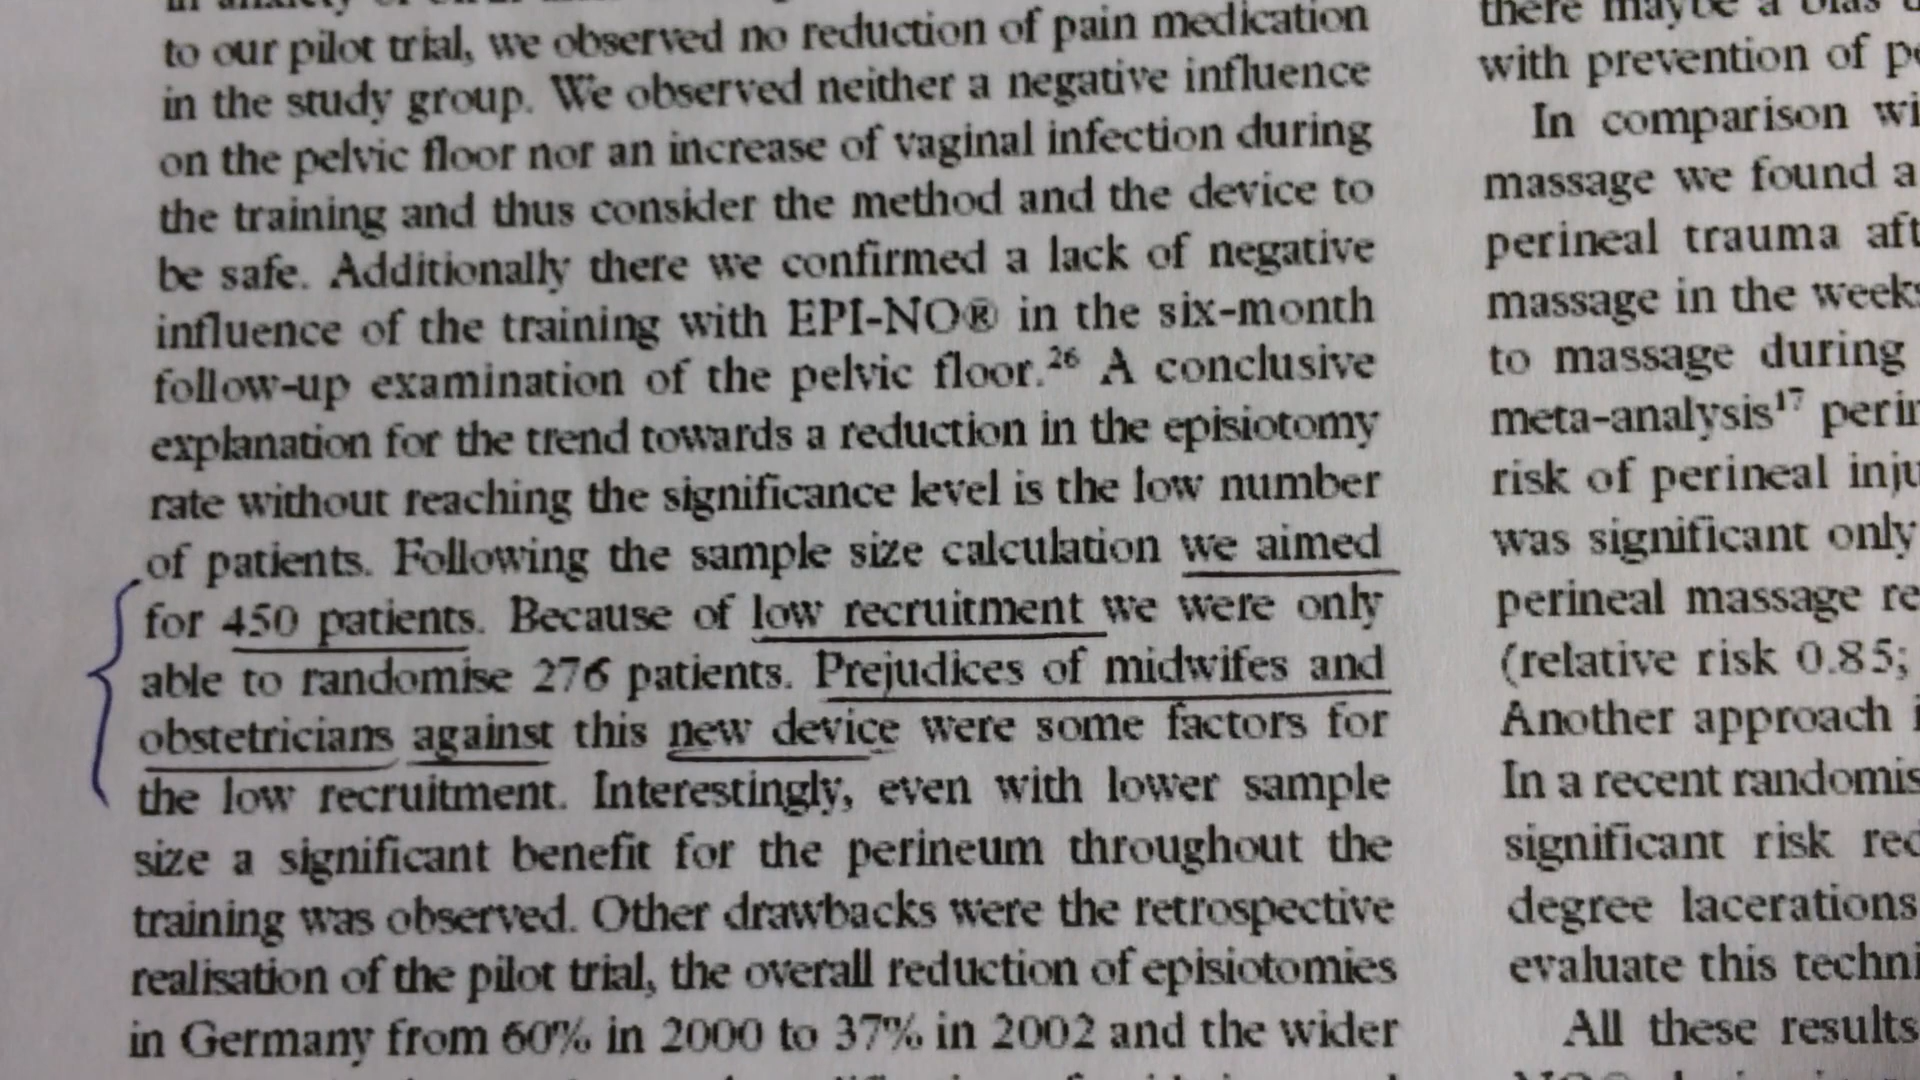 to our pilot trial, we observed no reduction of pain medication
in the study group. We observed neither a negative influence
on the pelvic floor nor an increase of vaginal infection during
the training and thus consider the method and the device to
be safe. Additionally there we confirmed a lack of negative
influence of the training with EPI-NO® in the six-month
follow-up examination of the pelvic floor.26 A conclusive
explanation for the trend towards a reduction in the episiotomy
rate without reaching the significance level is the low number
of patients. Following the sample size calculation we aimed
for 450 patients. Because of low recruitment we were only
able to randomise 276 patients. Prejudices of midwifes and
obstetricians against this new device were some factors for
the low recruitment. Interestingly, even with lower sample
size a significant benefit for the perineum throughout the
training was observed. Other drawbacks were the retrospective
realisation of the pilot trial, the overall reduction of episiotomies
in Germany from 60% in 2000 to 37% in 2002 and the wider
there maybe a bias
with prevention of
In comparison
massage we found a
perineal trauma
massage in the
to massage during
meta-analysis17
risk of perineal
was significant only
perineal massage
(relative risk 0.85;
Another approach
In a recent
significant risk
degree lacerations
evaluate this
All these results